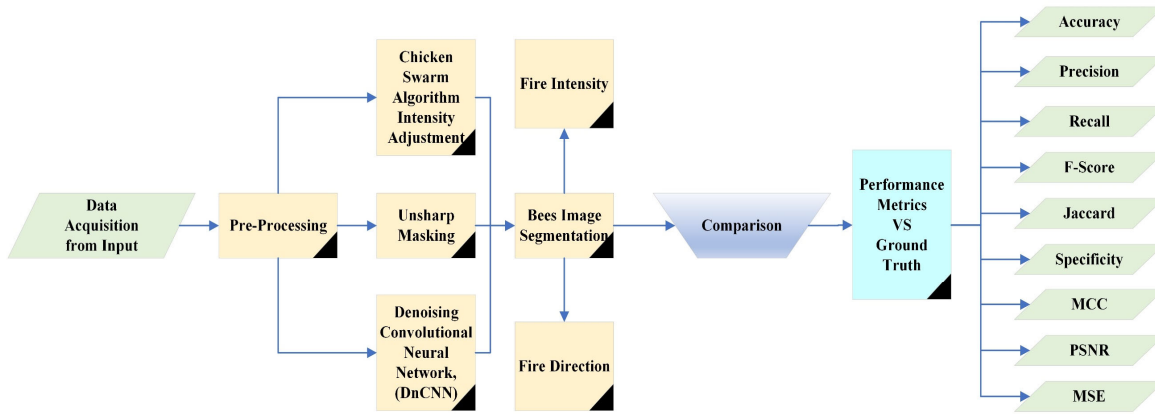 Data
Acquisition
from Input
Pre-Processing
Chicken
Swarm
Algorithm
Intensity
Adjustment
Unsharp
Masking
Denoising
Convolutional
Neural
Network,
(DnCNN)
Fire Intensity
Bees Image
Segmentation
Fire Direction
Comparison
Performance
Metrics
VS
Ground
Truth
Accuracy
Precision
Recall
F-Score
Jaccard
Specificity
MCC
PSNR
MSE